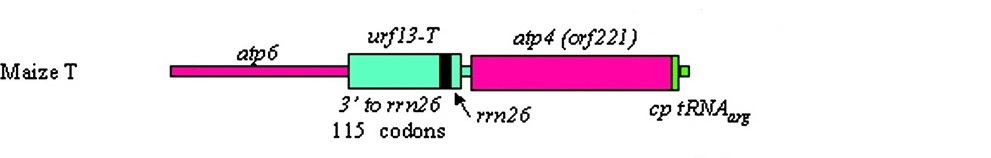 urf13-T atp4 (orf221)
atp6
Maize T
3' to rrn26 rrn26 cp tRNAarg
115 codons